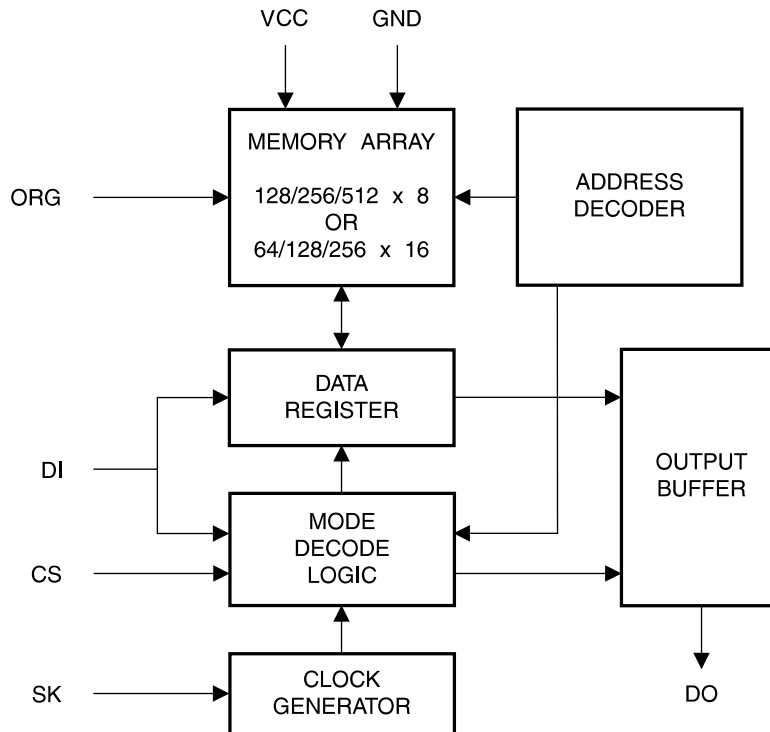 VCC GND
MEMORY ARRAY
128/256/512 x 8
OR
64/128/256 x 16
ADDRESS
DECODER
ORG
DATA
REGISTER
DI
OUTPUT
BUFFER
MODE
DECODE
LOGIC
CS
CLOCK
GENERATOR
SK
DO